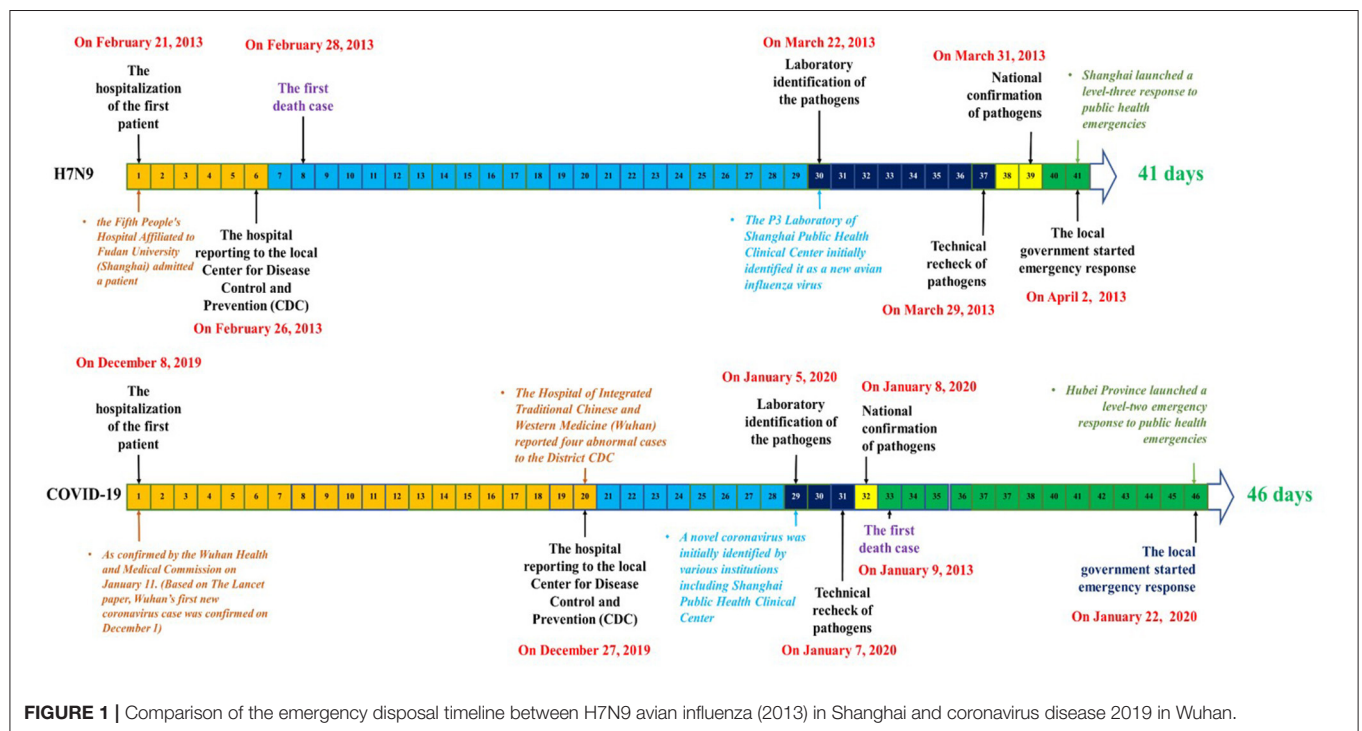 On February 21, 2013
The
hospitalization
of the first
patient
On February 28, 2013
The first
death case
On March 22, 2013
Laboratory
identification of
the pathogens
On March 31, 2013
National
confirmation
of pathogens
• Shanghai launched a
level-three response to
public health
emergencies
H7N9
1 2 3 4 5 6 7 8 9 10 11 12 13 14 15 16 17 18 19 20 21 22 23 24 25 26 27 28 29 30 31 32 33 34 35 36 37 38 39 40 41
41 days
• the Fifth People's
Hospital Affiliated to
Fudan University
(Shanghai) admitted
a patient
The hospital
reporting to the local
Center for Disease
Control and
Prevention (CDC)
On February 26, 2013
• The P3 Laboratory of
Shanghai Public Health
Clinical Center initially
identified it as a new avian
influenza virus
Technical
recheck of
pathogens
On March 29, 2013
The local
government started
emergency response
On April 2, 2013
On December 8, 2019
The
hospitalization
of the first
patient
• The Hospital of Integrated
Traditional Chinese and
Western Medicine (Wuhan)
reported four abnormal cases
to the District CDC
On January 5, 2020
Laboratory
identification of
the pathogens
On January 8, 2020
National
confirmation
of pathogens
• Hubei Province launched a
level-two emergency
response to public health
emergencies
COVID-19
1 2 3 4 5 6 7 8 9 10 11 12 13 14 15 16 17 18 19 20 21 22 23 24 25 26 27 28 29 30 31 32 33 34 35 36 37 37 38 40 41 42 43 44 45 46
46 days
• As confirmed by the Wuhan Health
and Medical Commission on
January 11. (Based on The Lancet
paper, Wuhan's first new
coronavirus case was confirmed on
December 1)
The hospital
reporting to the local
Center for Disease
Control and
Prevention (CDC)
On December 27, 2019
• A novel coronavirus was
initially identified by
various institutions
including Shanghai
Public Health Clinical
Center
Technical
recheck of
pathogens
On January 7, 2020
The first
death case
On January 9, 2013
The local
government started
emergency response
On January 22, 2020
FIGURE 1 | Comparison of the emergency disposal timeline between H7N9 avian influenza (2013) in Shanghai and coronavirus disease 2019 in Wuhan.